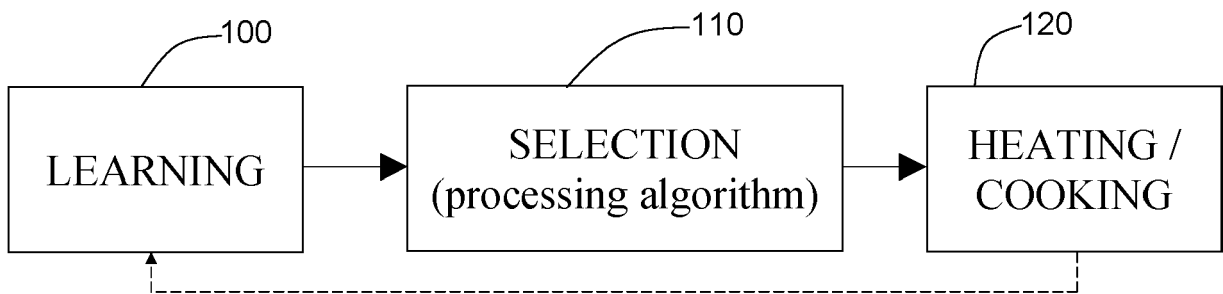 100
110
120
LEARNING
SELECTION
(processing algorithm)
HEATING /
COOKING